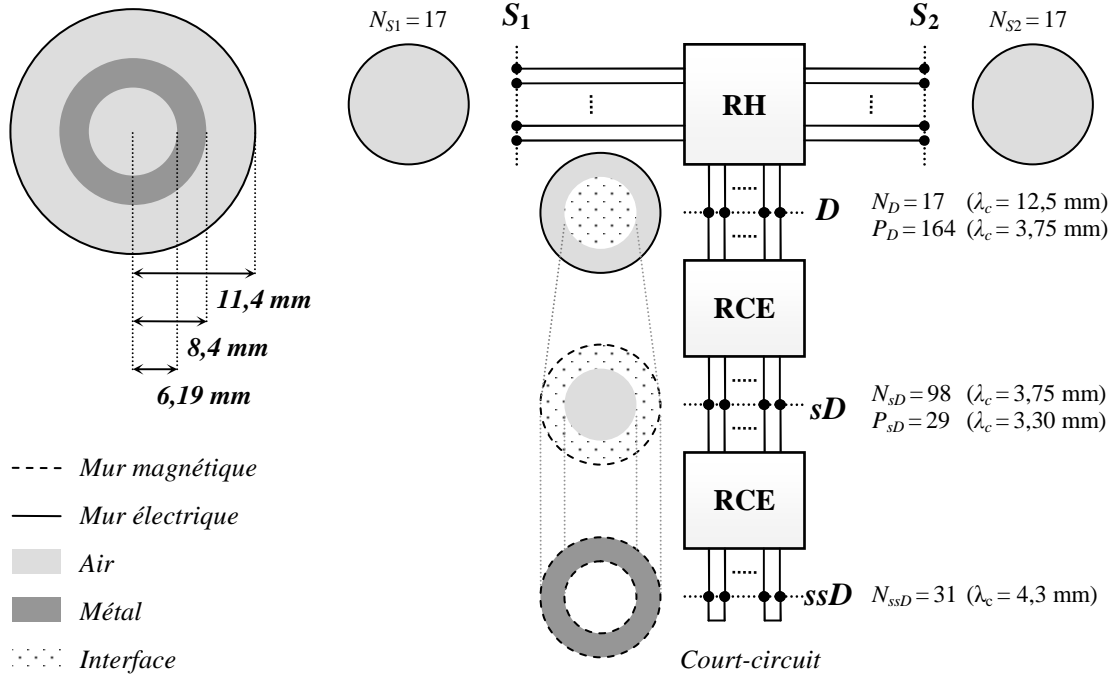 11,4 mm
8,4 mm
6,19 mm
Mur magnétique
Mur électrique
Air
Métal
Interface
N_{S1} = 17
S_1
RH
S_2
N_{S2} = 17
D
N_D = 17 (λ_c = 12,5 mm)
P_D = 164 (λ_c = 3,75 mm)
RCE
sD
N_{sD} = 98 (λ_c = 3,75 mm)
P_{sD} = 29 (λ_c = 3,30 mm)
RCE
ssD
N_{ssD} = 31 (λ_c = 4,3 mm)
Court-circuit